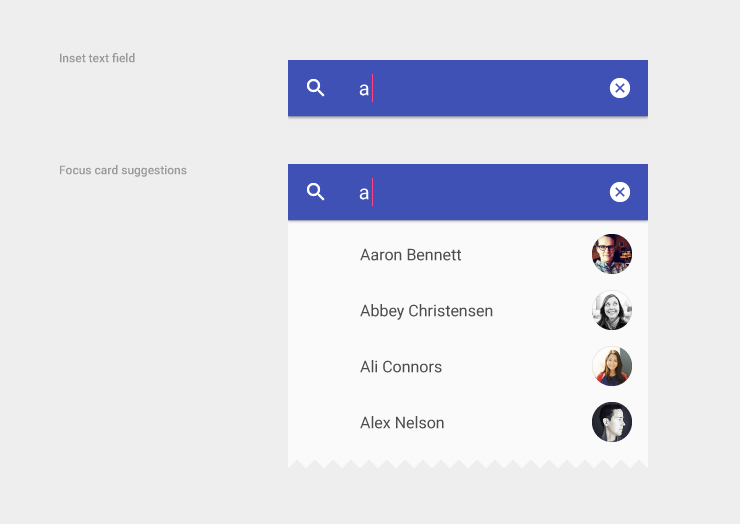 Inset text field
a
Focus card suggestions
a
Aaron Bennett
Abbey Christensen
Ali Connors
Alex Nelson